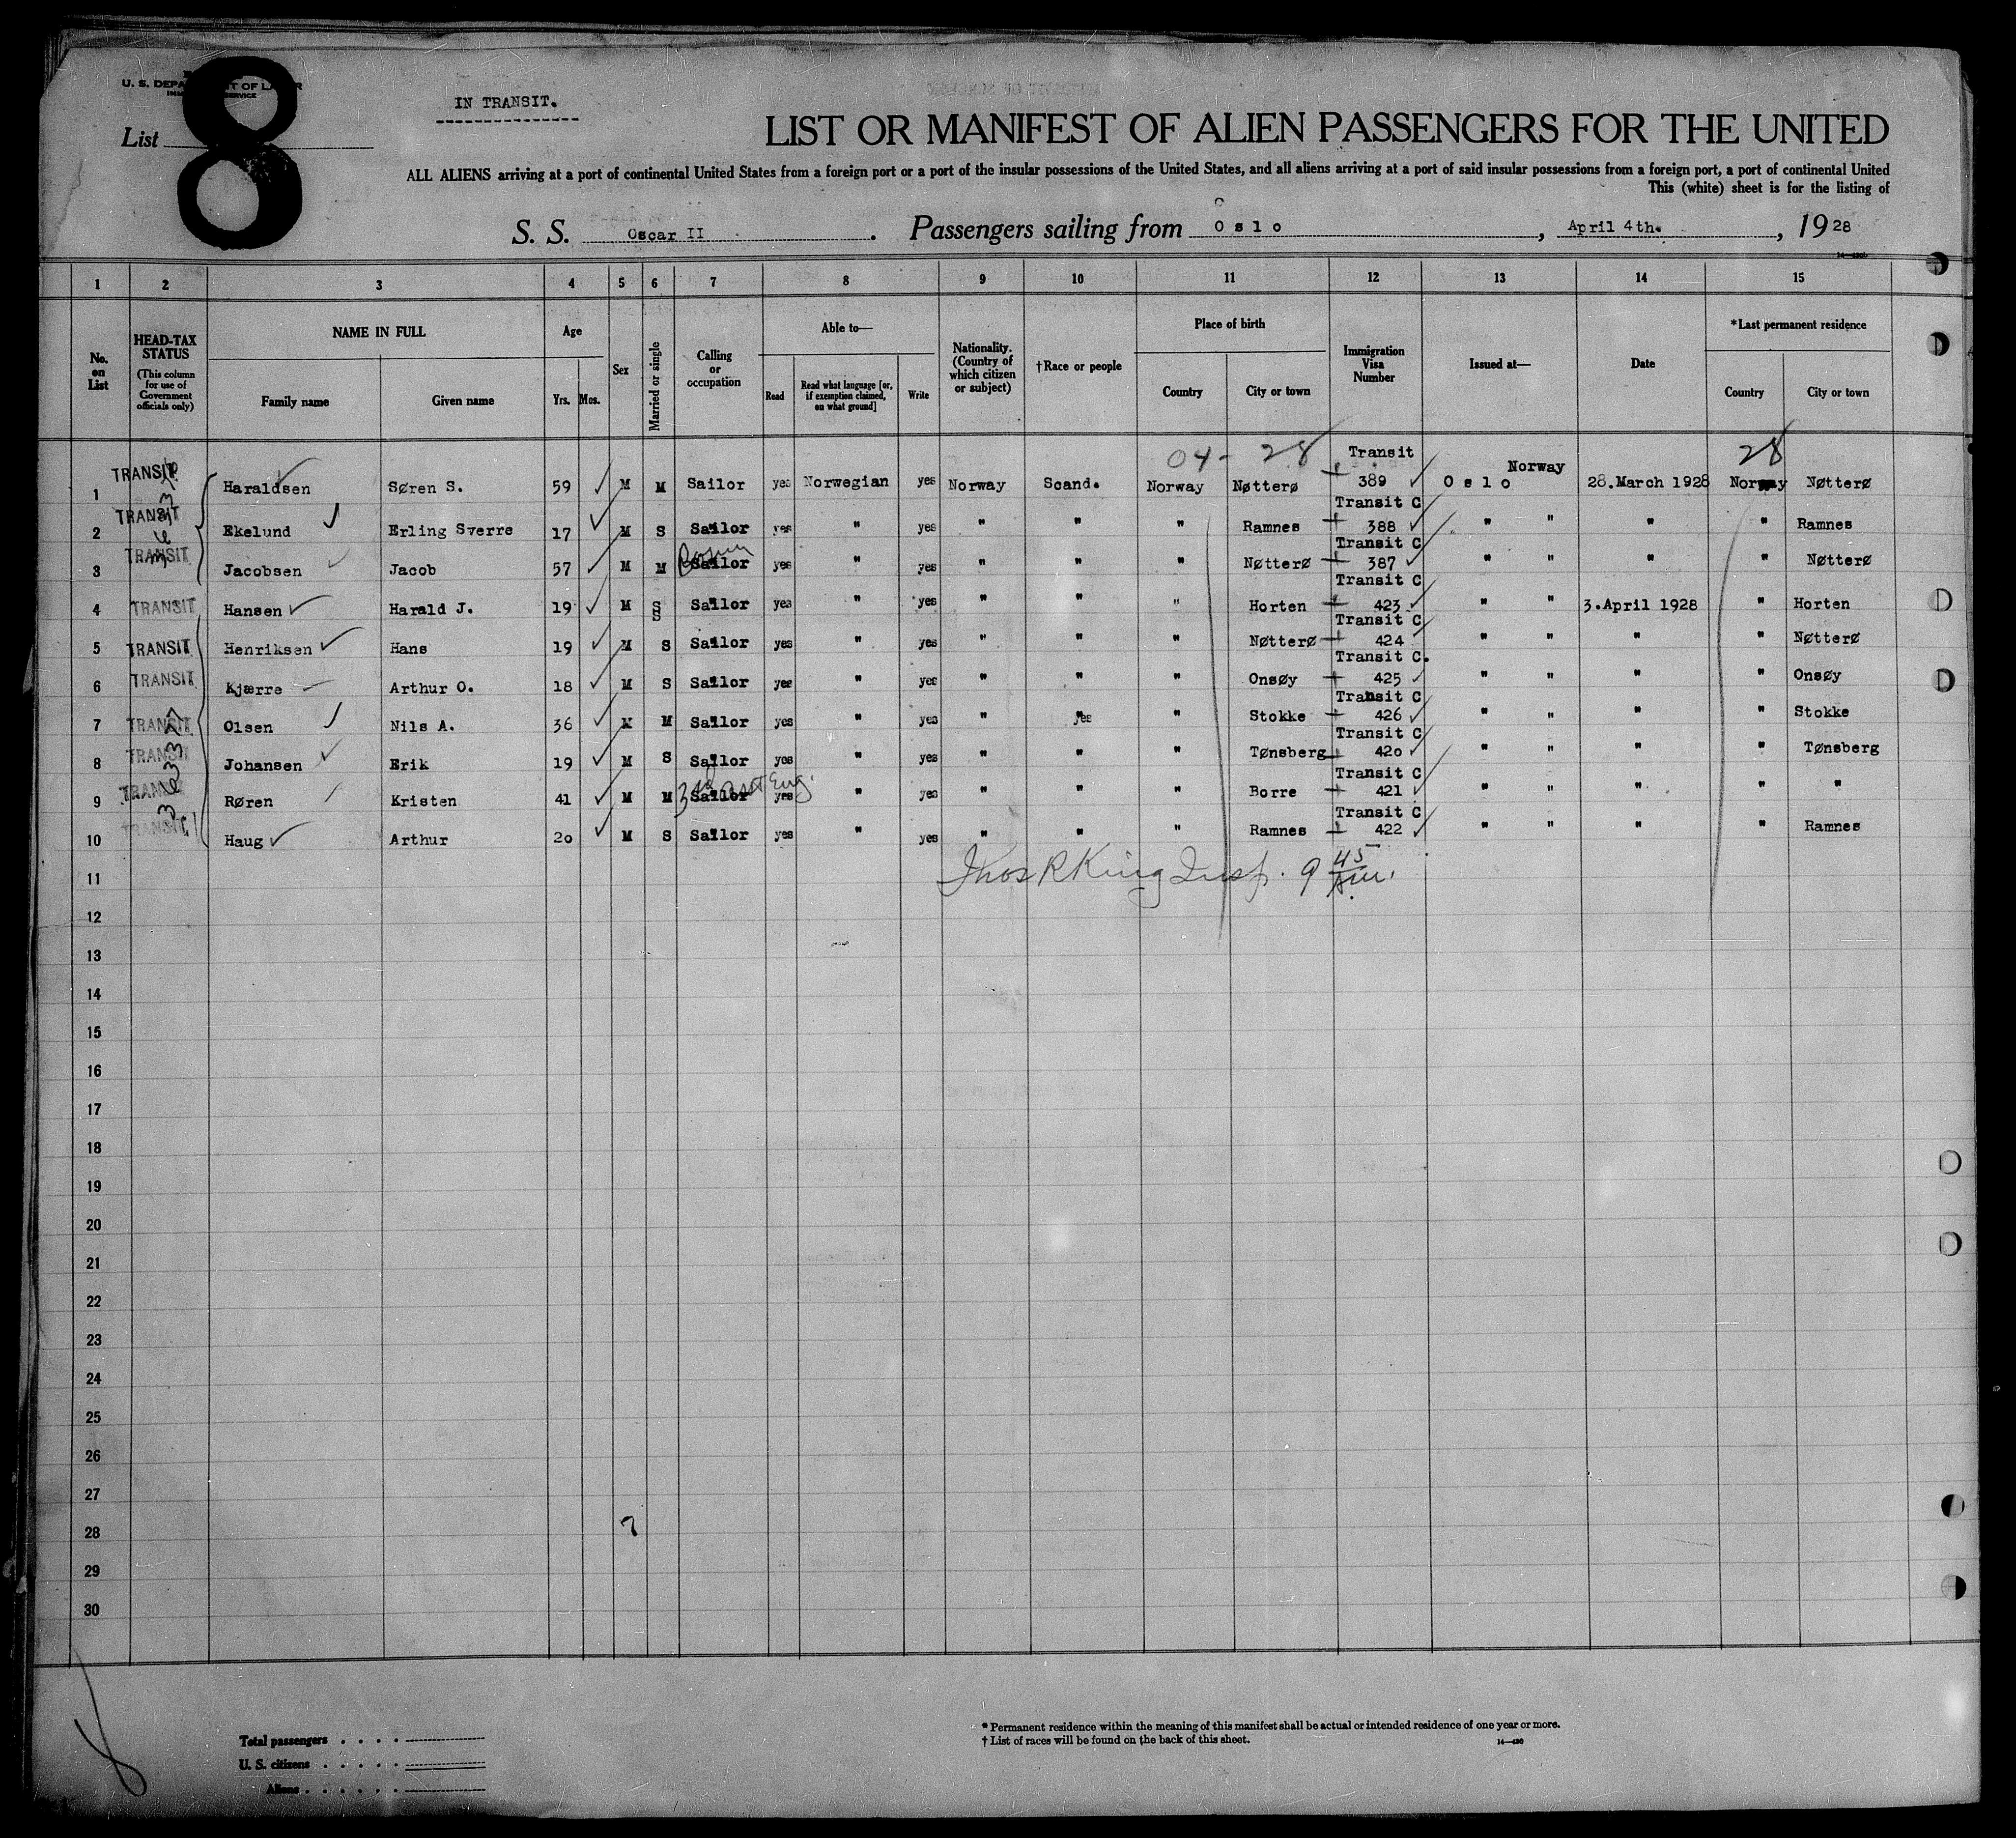 U. S. DEPA NT OF LA R
SERVICE
8
IN TRANSIT.
List
LIST OR MANIFEST OF ALIEN PASSENGERS FOR THE UNITED
ALL ALIENS arriving at a port of continental United States from a foreign port or a port of the insular possessions of the United States, and all aliens arriving at a port of said insular possessions from a foreign port, a port of continental United
This (white) sheet is for the listing of
S. S. Oscar II. Passengers sailing from Oslo, April 4th., 1928
1 2 3 4 5 6 7 8 9 10 11 12 13 14 15
No. on List
HEAD-TAX STATUS
(This column for use of Government officials only)
NAME IN FULL
Family name Given name
Age
Yrs. Mos.
Sex
Married or single
Calling or occupation
Able to—
Read Read what language [or, if exemption claimed, on what ground] Write
Nationality. (Country of which citizen or subject)
†Race or people
Place of birth
Country City or town
Immigration Visa Number
Issued at—
Date
*Last permanent residence
Country City or town
04- 28 28
1 TRANSIT Haraldsen Søren S. 59 M M Sailor yes Norwegian yes Norway Scand. Norway Nøtterø Transit 389 Oslo Norway 28.March 1928 Norway Nøtterø
2 TRANSIT Ekelund Erling Sverre 17 M S Sailor yes " yes " " " Ramnes Transit C 388 " " " " Ramnes
3 TRANSIT Jacobsen Jacob 57 M M Sailor Bosun yes " yes " " " Nøtterø Transit C 387 " " " " Nøtterø
4 TRANSIT Hansen Harald J. 19 M S Sailor yes " yes " " " Horten Transit C 423 " " 3.April 1928 " Horten
5 TRANSIT Henriksen Hans 19 M S Sailor yes " yes " " " Nøtterø Transit C 424 " " " " Nøtterø
6 TRANSIT Kjærre Arthur O. 18 M S Sailor yes " yes " " " Onsøy Transit C. 425 " " " " Onsøy
7 TRANSIT Olsen Nils A. 36 M M Sailor yes " yes " yes " Stokke Transit C 426 " " " " Stokke
8 TRANSIT Johansen Erik 19 M S Sailor yes " yes " " " Tønsberg Transit C 420 " " " " Tønsberg
9 TRANSIT Røren Kristen 41 M M Sailor 3rd Asst Eng. yes " yes " " " Borre Transit C 421 " " " " "
10 TRANSIT Haug Arthur 20 M S Sailor yes " yes " " " Ramnes Transit C 422 " " " " Ramnes
11 Thos R King Insp. 9 45 AM.
12
13
14
15
16
17
18
19
20
21
22
23
24
25
26
27
28
29
30
Total passengers . . . .
U. S. citizens . . . . .
Aliens . . . . . .
* Permanent residence within the meaning of this manifest shall be actual or intended residence of one year or more.
† List of races will be found on the back of this sheet.
14—430